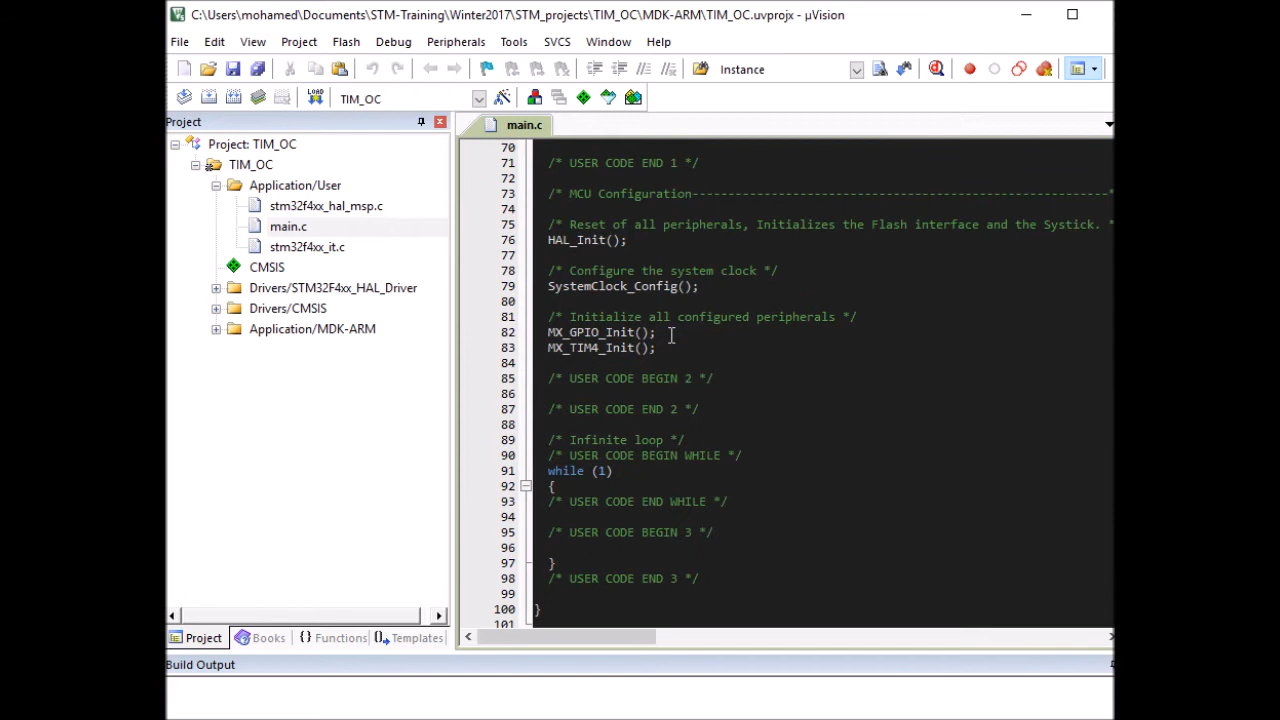 C:\Users\mohamed\Documents\STM-Training\Winter2017\STM_projects\TIM_OC\MDK-ARM\TIM_OC.uvprojx - µVision
File Edit View Project Flash Debug Peripherals Tools SVCS Window Help
Instance
LOAD TIM_OC
Project
main.c
Project: TIM_OC
TIM_OC
Application/User
stm32f4xx_hal_msp.c
main.c
stm32f4xx_it.c
CMSIS
Drivers/STM32F4xx_HAL_Driver
Drivers/CMSIS
Application/MDK-ARM
70
71 /* USER CODE END 1 */
72
73 /* MCU Configuration----------------------------------------------------------*
74
75 /* Reset of all peripherals, Initializes the Flash interface and the Systick. *
76 HAL_Init();
77
78 /* Configure the system clock */
79 SystemClock_Config();
80
81 /* Initialize all configured peripherals */
82 MX_GPIO_Init();
83 MX_TIM4_Init();
84
85 /* USER CODE BEGIN 2 */
86
87 /* USER CODE END 2 */
88
89 /* Infinite loop */
90 /* USER CODE BEGIN WHILE */
91 while (1)
92 {
93 /* USER CODE END WHILE */
94
95 /* USER CODE BEGIN 3 */
96
97 }
98 /* USER CODE END 3 */
99
100 }
101
Project Books {} Functions {} Templates
Build Output